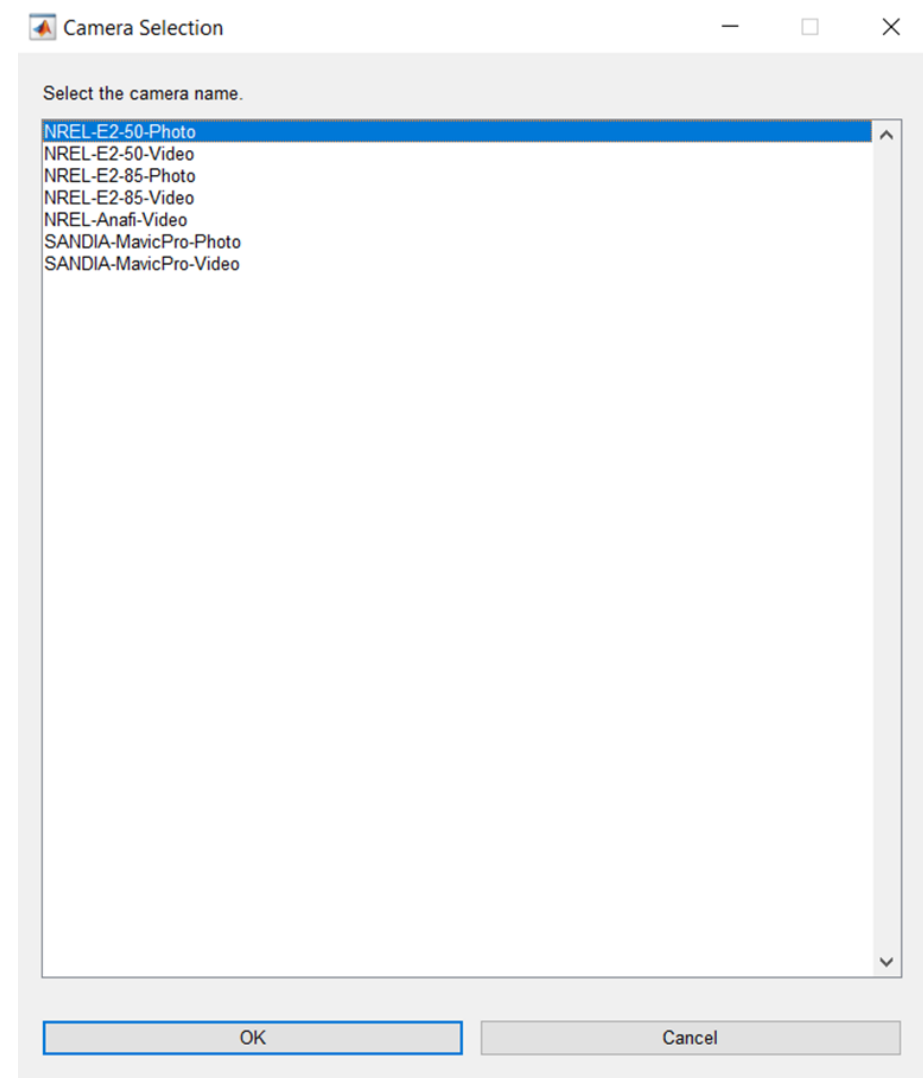 Camera Selection
Select the camera name.
NREL-E2-50-Photo
NREL-E2-50-Video
NREL-E2-85-Photo
NREL-E2-85-Video
NREL-Anafi-Video
SANDIA-MavicPro-Photo
SANDIA-MavicPro-Video
OK
Cancel